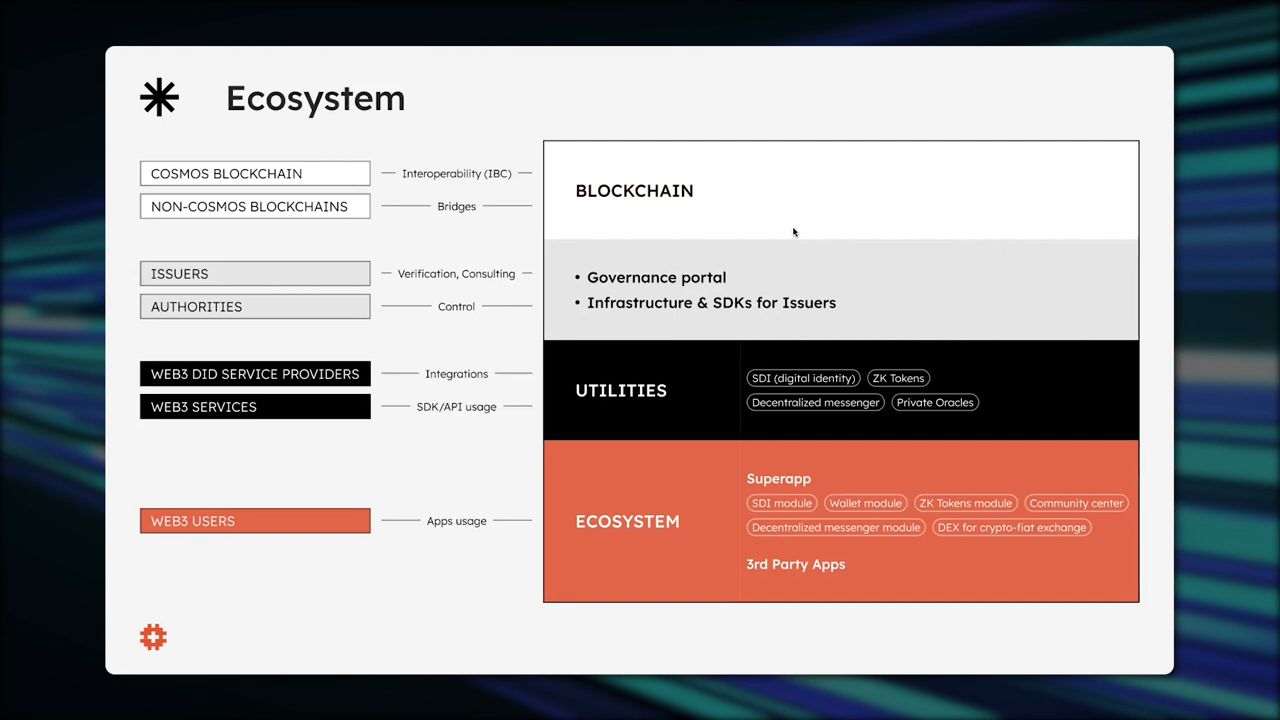 Ecosystem
COSMOS BLOCKCHAIN
Interoperability (IBC)
NON-COSMOS BLOCKCHAINS
Bridges
BLOCKCHAIN
ISSUERS
Verification, Consulting
AUTHORITIES
Control
• Governance portal
• Infrastructure & SDKs for Issuers
WEB3 DID SERVICE PROVIDERS
Integrations
WEB3 SERVICES
SDK/API usage
UTILITIES
SDI (digital identity) ZK Tokens
Decentralized messenger Private Oracles
WEB3 USERS
Apps usage
ECOSYSTEM
Superapp
SDI module Wallet module ZK Tokens module Community center
Decentralized messenger module DEX for crypto-fiat exchange
3rd Party Apps